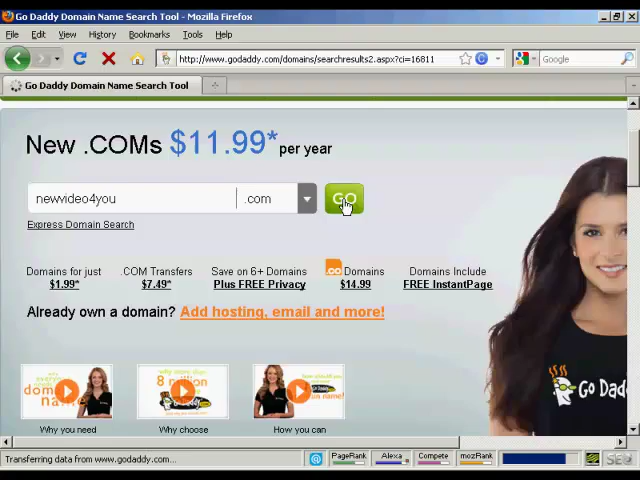 Go Daddy Domain Name Search Tool - Mozilla Firefox
File Edit View History Bookmarks Tools Help
http://www.godaddy.com/domains/searchresults2.aspx?ci=16811
Google
Go Daddy Domain Name Search Tool
New .COMs $11.99* per year
newvideo4you .com GO
Express Domain Search
Domains for just .COM Transfers Save on 6+ Domains .co Domains Domains Include
$1.99* $7.49* Plus FREE Privacy $14.99 FREE InstantPage
Already own a domain? Add hosting, email and more!
Go Dadd
8 million
Why you need Why choose How you can
Transferring data from www.godaddy.com... PageRank Alexa Compete mozRank SEO